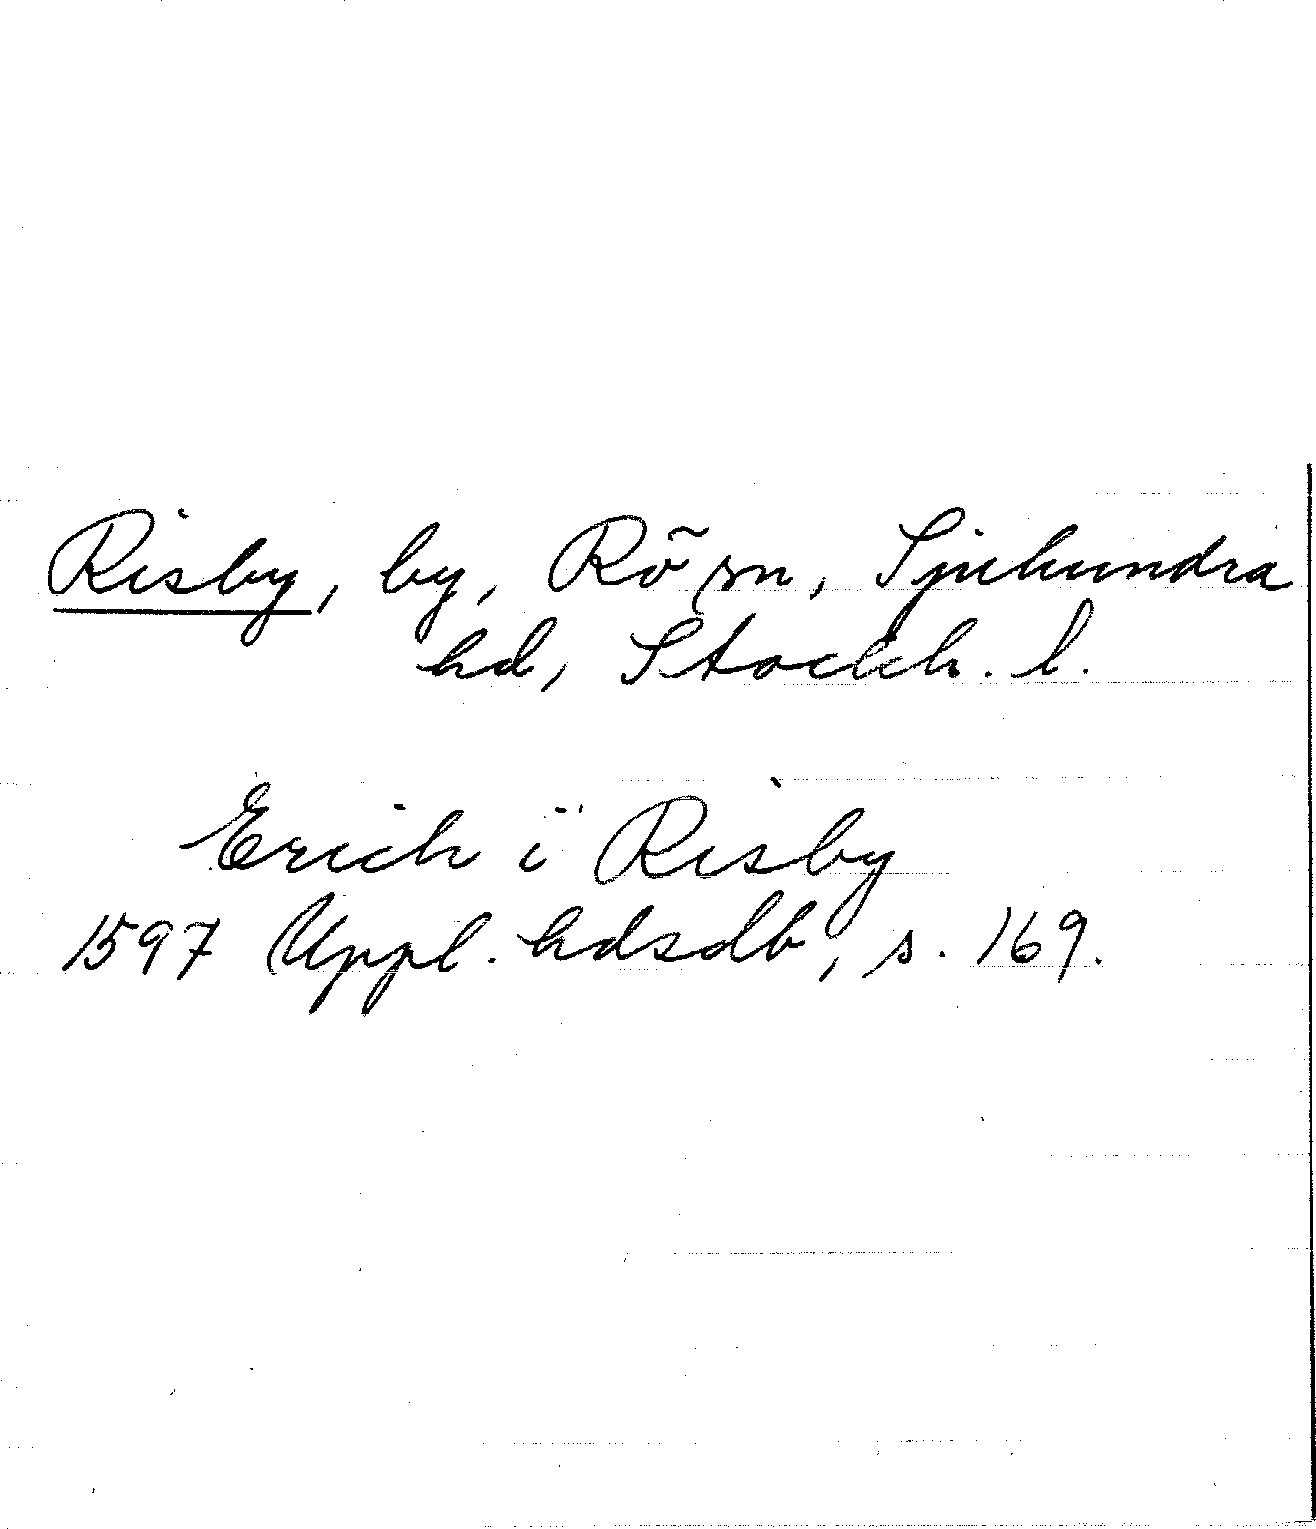 Risby, by, Rö sn, Sjuhundra
hd, Stockh. l.
Erich i Risby
1597 Uppl. hdsdb, s. 169.